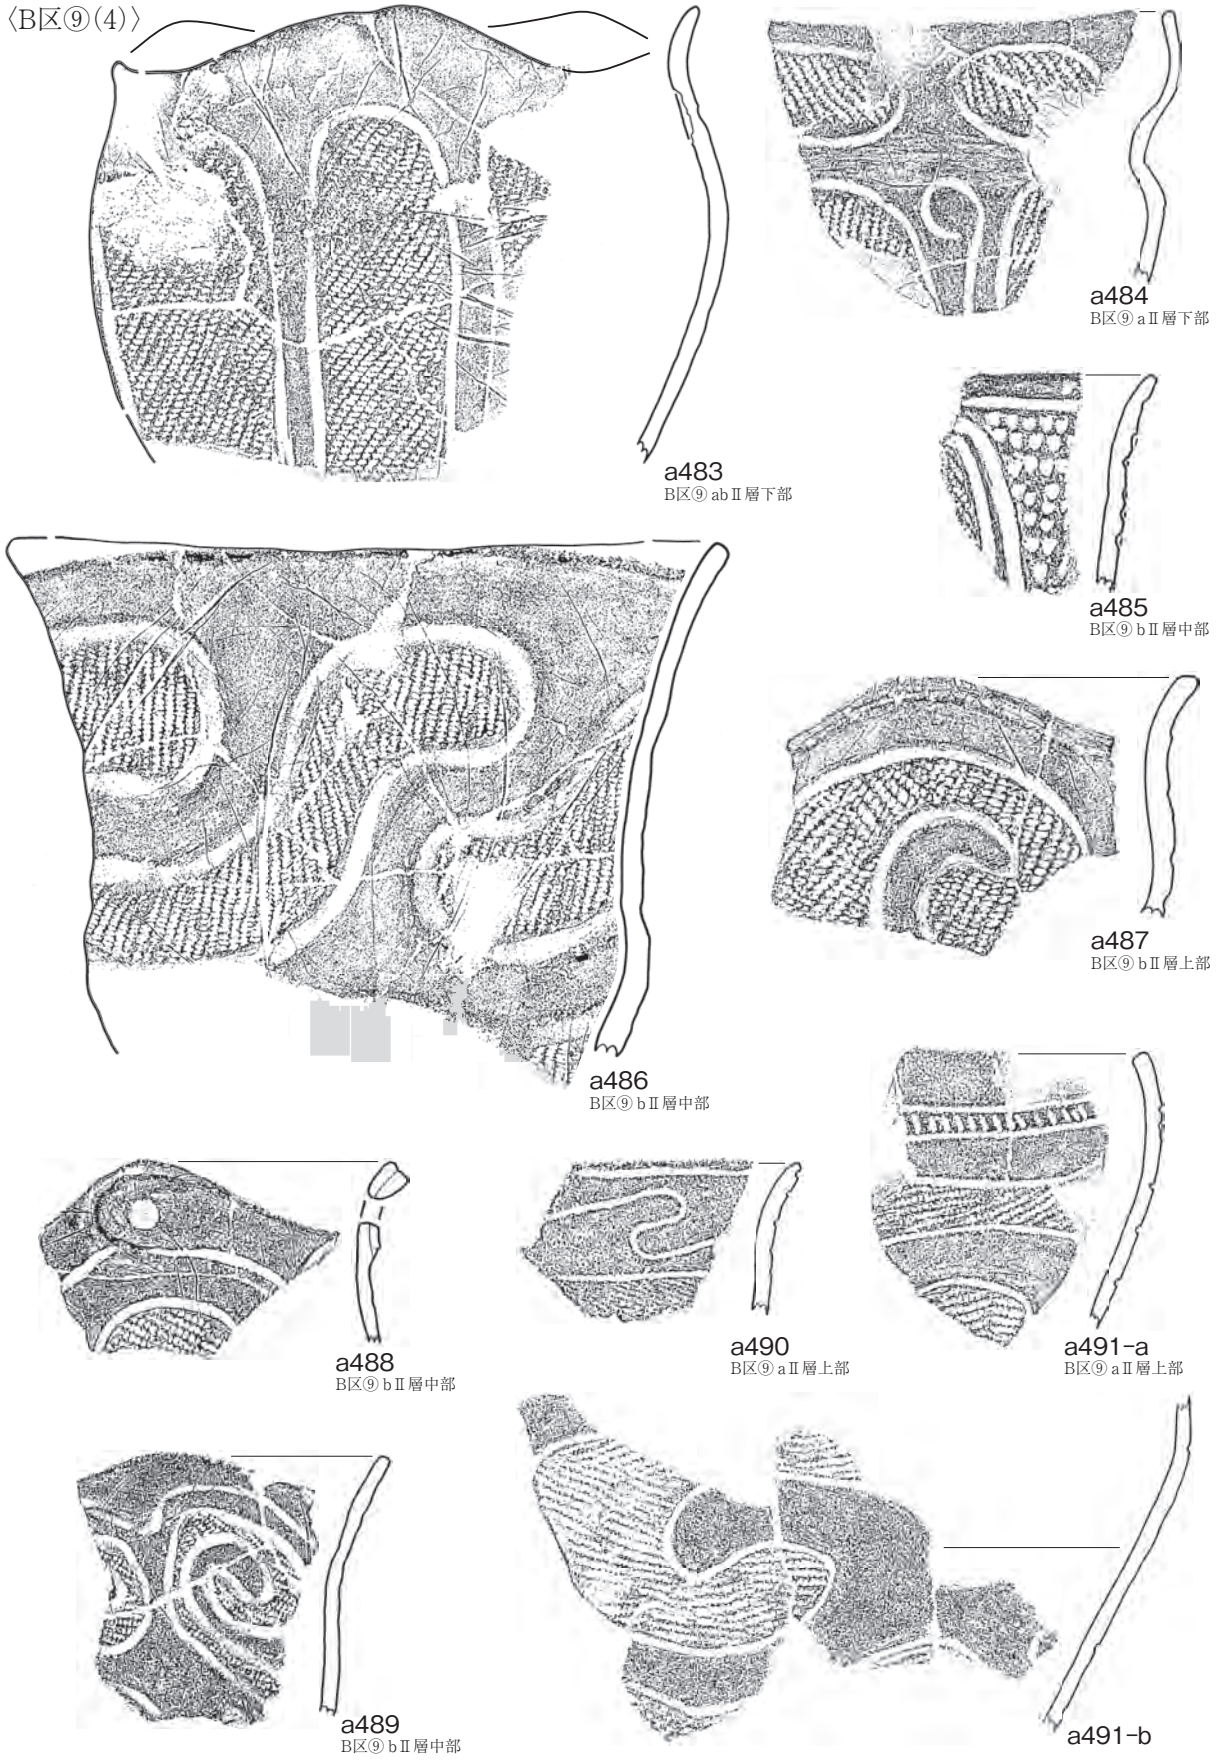 〈B区⑨(4)〉
a483
B区⑨ abⅡ層下部
a484
B区⑨ aⅡ層下部
a485
B区⑨ bⅡ層中部
a486
B区⑨ bⅡ層中部
a487
B区⑨ bⅡ層上部
a488
B区⑨ bⅡ層中部
a490
B区⑨ aⅡ層上部
a491-a
B区⑨ aⅡ層上部
a489
B区⑨ bⅡ層中部
a491-b